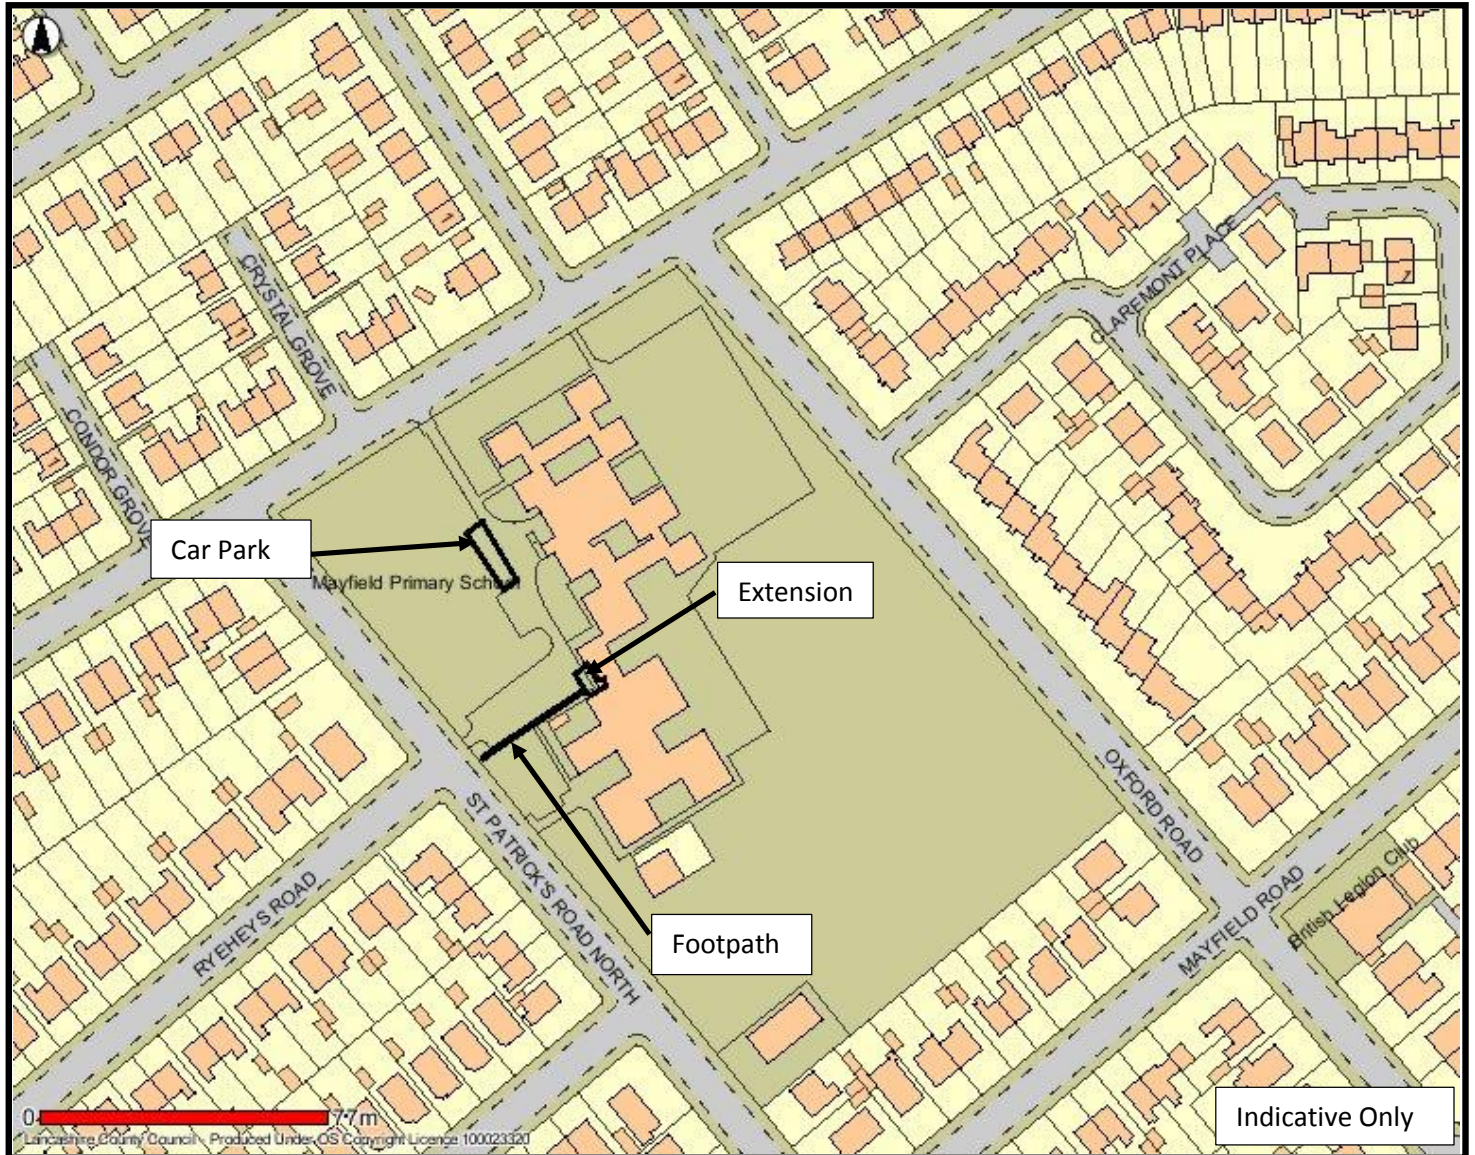 CLAREMONT PLACE
CRYSTAL GROVE
CONDOR GROVE
Car Park
Mayfield Primary School
Extension
OXFORD ROAD
ST PATRICK'S ROAD NORTH
RYEHEYS ROAD
MAYFIELD ROAD
British Legion Club
Footpath
0 77m
Lancashire County Council - Produced Under OS Copyright Licence 100023320
Indicative Only